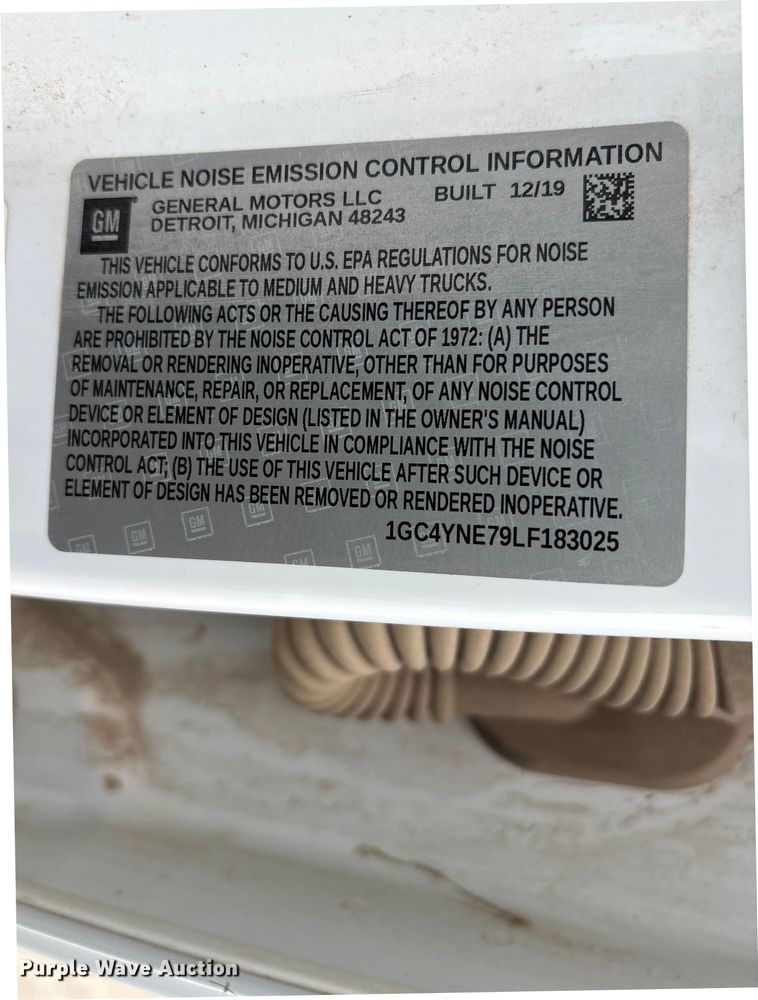 VEHICLE NOISE EMISSION CONTROL INFORMATION
GM
GENERAL MOTORS LLC BUILT 12/19
DETROIT, MICHIGAN 48243
THIS VEHICLE CONFORMS TO U.S. EPA REGULATIONS FOR NOISE
EMISSION APPLICABLE TO MEDIUM AND HEAVY TRUCKS.
THE FOLLOWING ACTS OR THE CAUSING THEREOF BY ANY PERSON
ARE PROHIBITED BY THE NOISE CONTROL ACT OF 1972: (A) THE
REMOVAL OR RENDERING INOPERATIVE, OTHER THAN FOR PURPOSES
OF MAINTENANCE, REPAIR, OR REPLACEMENT, OF ANY NOISE CONTROL
DEVICE OR ELEMENT OF DESIGN (LISTED IN THE OWNER'S MANUAL)
INCORPORATED INTO THIS VEHICLE IN COMPLIANCE WITH THE NOISE
CONTROL ACT; (B) THE USE OF THIS VEHICLE AFTER SUCH DEVICE OR
ELEMENT OF DESIGN HAS BEEN REMOVED OR RENDERED INOPERATIVE.
1GC4YNE79LF183025
Purple Wave Auction